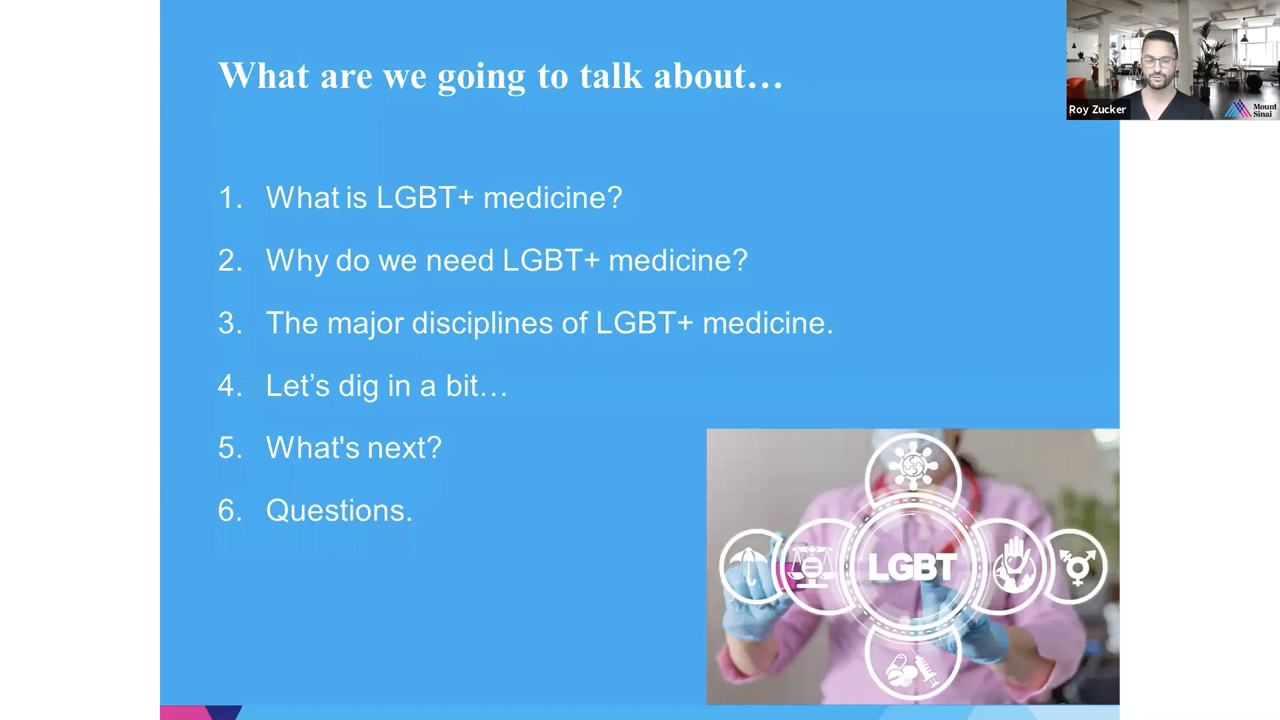 What are we going to talk about…
1. What is LGBT+ medicine?
2. Why do we need LGBT+ medicine?
3. The major disciplines of LGBT+ medicine.
4. Let’s dig in a bit…
5. What's next?
6. Questions.
LGBT
Roy Zucker
Mount
Sinai